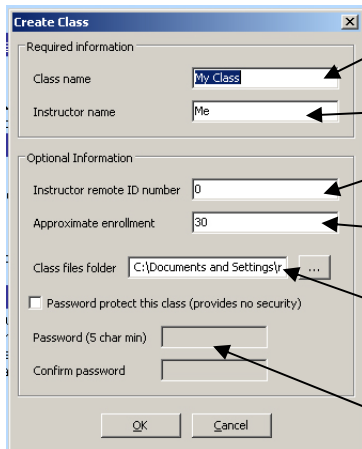 Create Class
Required information
Class name My Class
Instructor name Me
Optional Information
Instructor remote ID number 0
Approximate enrollment 30
Class files folder C:\Documents and Settings\r ...
Password protect this class (provides no security)
Password (5 char min)
Confirm password
OK Cancel